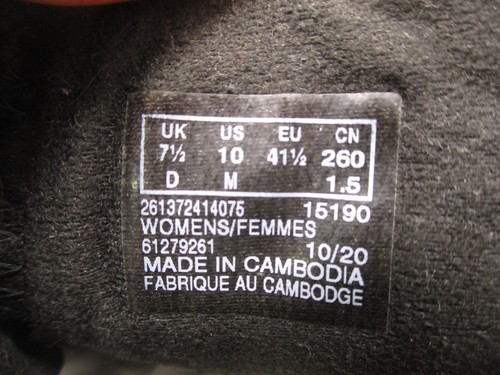 UK US EU CN
7½ 10 41½ 260
D M 1.5
261372414075 15190
WOMENS/FEMMES
61279261 10/20
MADE IN CAMBODIA
FABRIQUE AU CAMBODGE